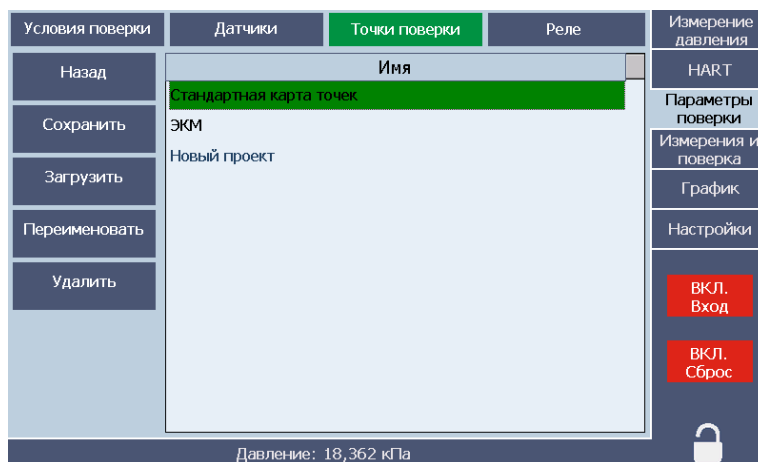 Условия поверки
Датчики
Точки поверки
Реле
Измерение
давления
Назад
Имя
HART
Стандартная карта точек
Параметры
поверки
Сохранить
ЭКМ
Измерения и
поверка
Новый проект
Загрузить
График
Переименовать
Настройки
Удалить
ВКЛ.
Вход
ВКЛ.
Сброс
Давление: 18,362 кПа